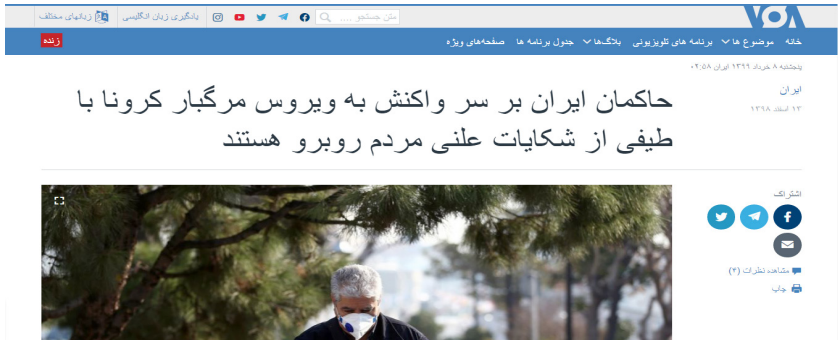 VOA
متن جستجو ....
یادگیری زبان انگلیسی
زبانهای مختلف
خانه موضوع ها برنامه های تلویزیونی بلاگ‌ها جدول برنامه ها صفحه‌های ویژه
زنده
پنجشنبه ۸ خرداد ۱۳۹۹ ایران ۰۲:۵۸
ایران
۱۳ اسفند ۱۳۹۸
حاکمان ایران بر سر واکنش به ویروس مرگبار کرونا با
طیفی از شکایات علنی مردم روبرو هستند
اشتراک
مشاهده نظرات (۲)
چاپ